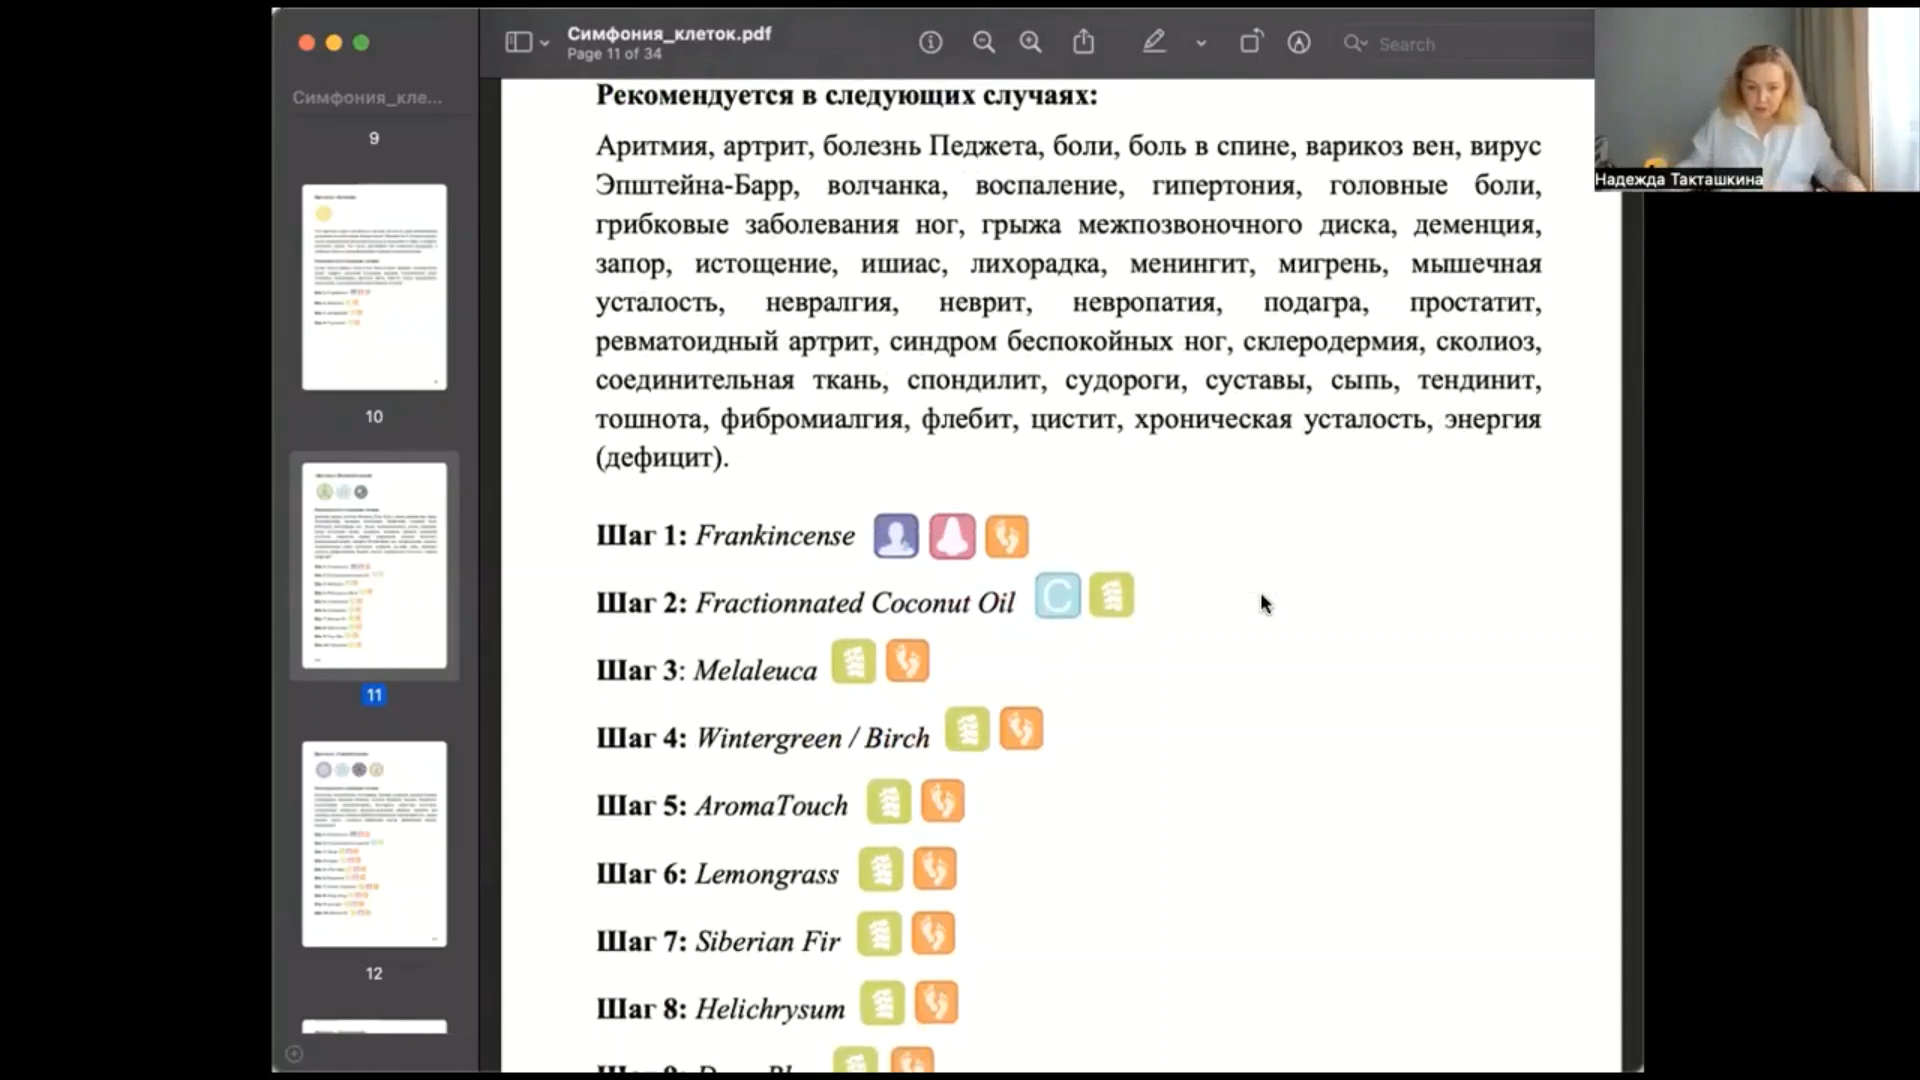 Симфония_клеток.pdf
Page 11 of 34
Search
Симфония_кле...
9
10
11
12
Надежда Такташкина
Рекомендуется в следующих случаях:
Аритмия, артрит, болезнь Педжета, боли, боль в спине, варикоз вен, вирус
Эпштейна-Барр, волчанка, воспаление, гипертония, головные боли,
грибковые заболевания ног, грыжа межпозвоночного диска, деменция,
запор, истощение, ишиас, лихорадка, менингит, мигрень, мышечная
усталость, невралгия, неврит, невропатия, подагра, простатит,
ревматоидный артрит, синдром беспокойных ног, склеродермия, сколиоз,
соединительная ткань, спондилит, судороги, суставы, сыпь, тендинит,
тошнота, фибромиалгия, флебит, цистит, хроническая усталость, энергия
(дефицит).
Шаг 1: Frankincense
Шаг 2: Fractionnated Coconut Oil C
Шаг 3: Melaleuca
Шаг 4: Wintergreen / Birch
Шаг 5: AromaTouch
Шаг 6: Lemongrass
Шаг 7: Siberian Fir
Шаг 8: Helichrysum